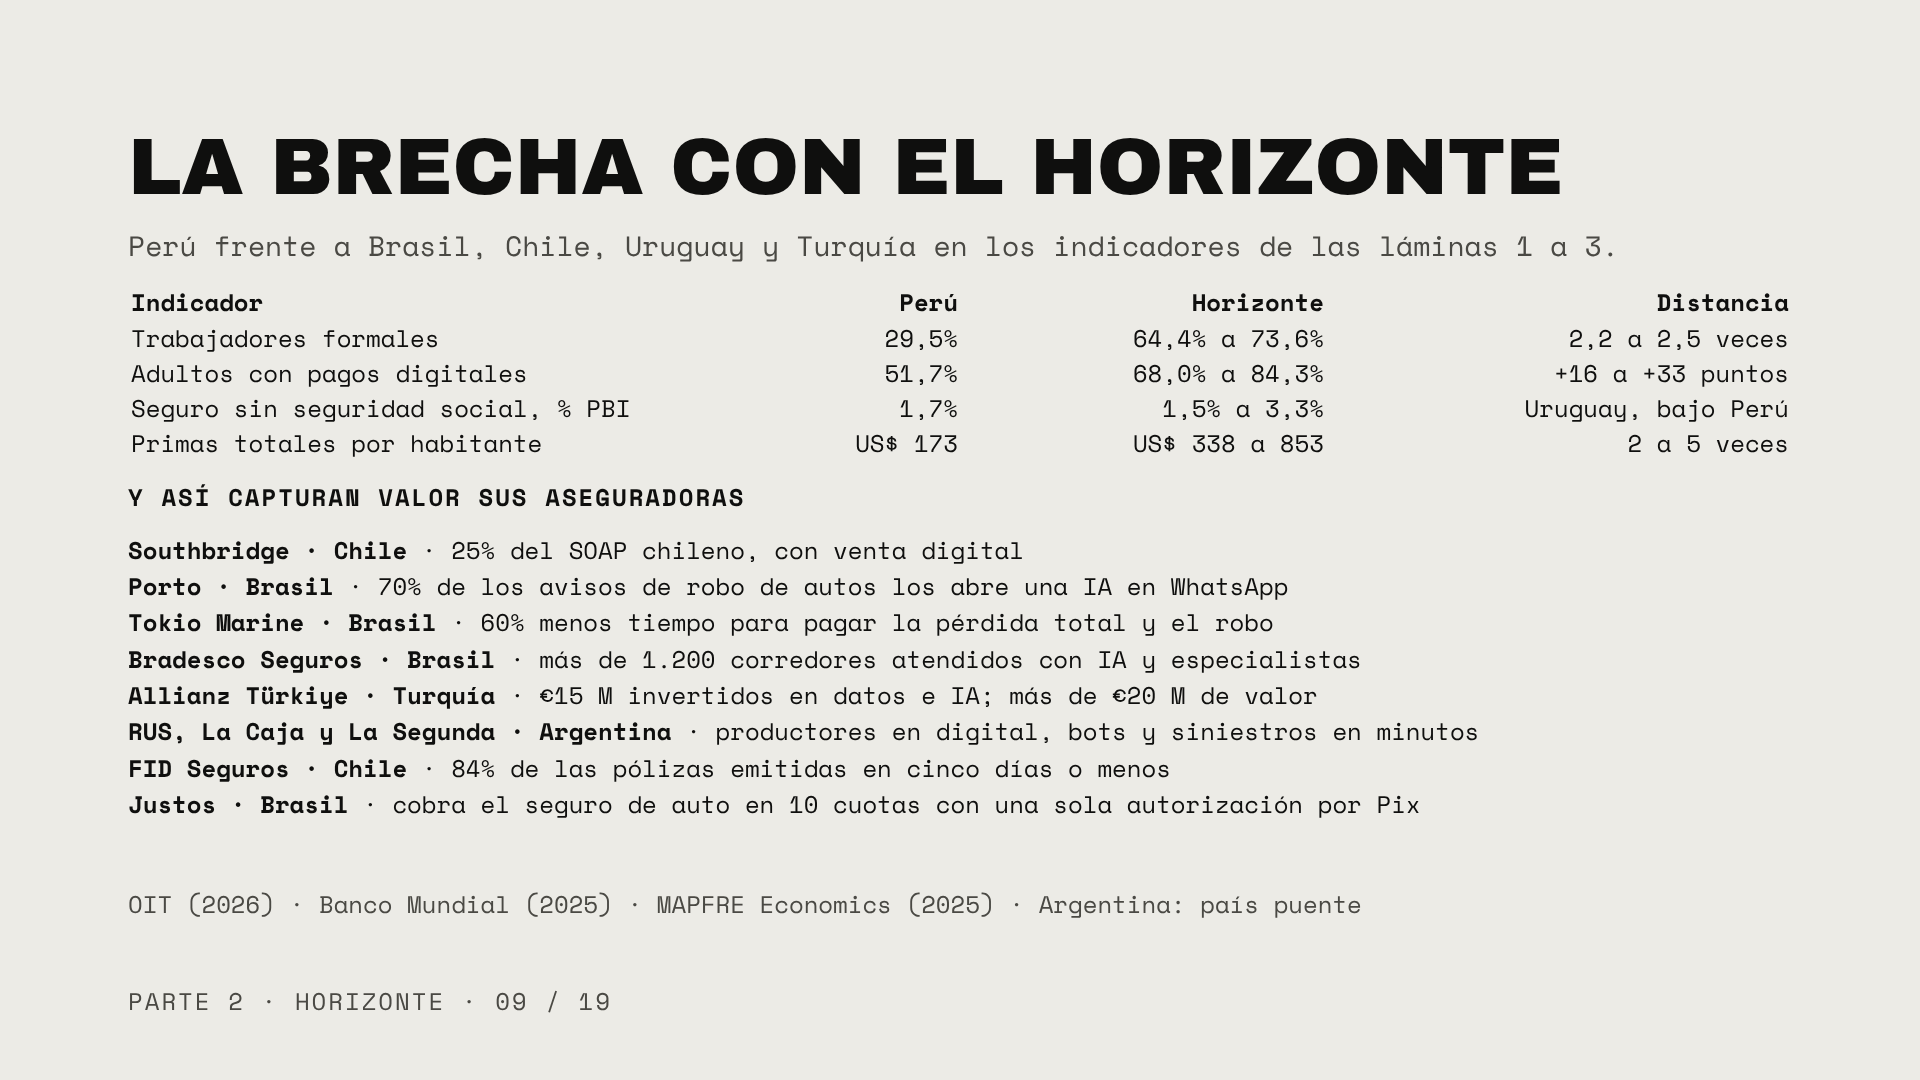 LA BRECHA CON EL HORIZONTE
Perú frente a Brasil, Chile, Uruguay y Turquía en los indicadores de las láminas 1 a 3.
Indicador Perú Horizonte Distancia
Trabajadores formales 29,5% 64,4% a 73,6% 2,2 a 2,5 veces
Adultos con pagos digitales 51,7% 68,0% a 84,3% +16 a +33 puntos
Seguro sin seguridad social, % PBI 1,7% 1,5% a 3,3% Uruguay, bajo Perú
Primas totales por habitante US$ 173 US$ 338 a 853 2 a 5 veces
Y ASÍ CAPTURAN VALOR SUS ASEGURADORAS
Southbridge · Chile · 25% del SOAP chileno, con venta digital
Porto · Brasil · 70% de los avisos de robo de autos los abre una IA en WhatsApp
Tokio Marine · Brasil · 60% menos tiempo para pagar la pérdida total y el robo
Bradesco Seguros · Brasil · más de 1.200 corredores atendidos con IA y especialistas
Allianz Türkiye · Turquía · €15 M invertidos en datos e IA; más de €20 M de valor
RUS, La Caja y La Segunda · Argentina · productores en digital, bots y siniestros en minutos
FID Seguros · Chile · 84% de las pólizas emitidas en cinco días o menos
Justos · Brasil · cobra el seguro de auto en 10 cuotas con una sola autorización por Pix
OIT (2026) · Banco Mundial (2025) · MAPFRE Economics (2025) · Argentina: país puente
PARTE 2 · HORIZONTE · 09 / 19